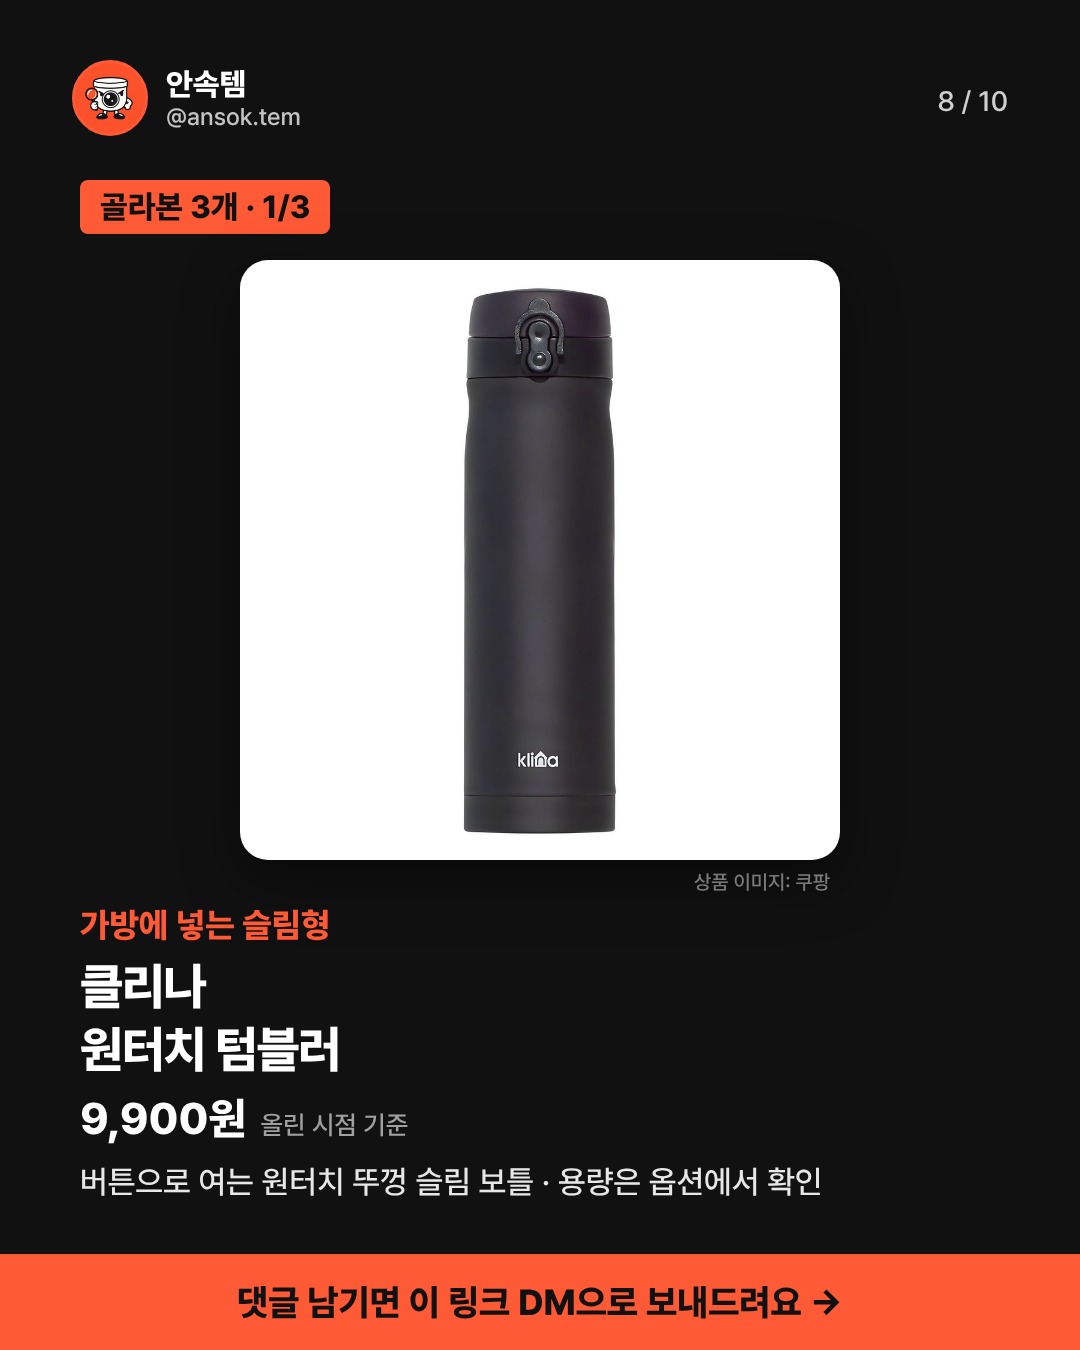 안속템
@ansok.tem
8 / 10
골라본 3개 · 1/3
klina
상품 이미지: 쿠팡
가방에 넣는 슬림형
클리나
원터치 텀블러
9,900원 올린 시점 기준
버튼으로 여는 원터치 뚜껑 슬림 보틀 · 용량은 옵션에서 확인
댓글 남기면 이 링크 DM으로 보내드려요 →